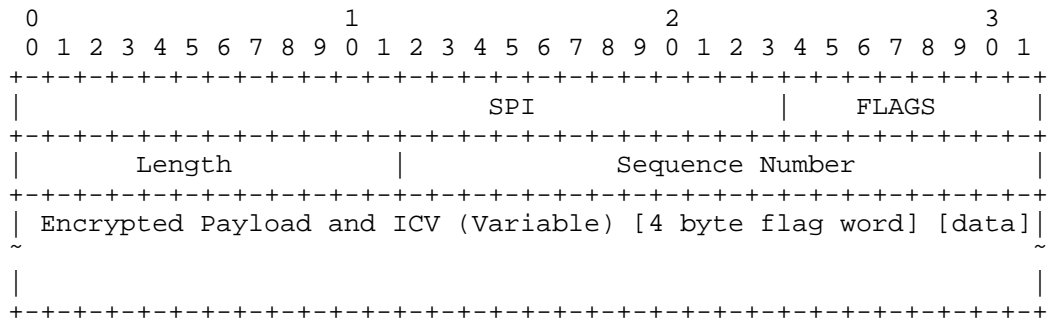 0                   1                   2                   3
 0 1 2 3 4 5 6 7 8 9 0 1 2 3 4 5 6 7 8 9 0 1 2 3 4 5 6 7 8 9 0 1
+-+-+-+-+-+-+-+-+-+-+-+-+-+-+-+-+-+-+-+-+-+-+-+-+-+-+-+-+-+-+-+-+
|                             SPI               |    FLAGS      |
+-+-+-+-+-+-+-+-+-+-+-+-+-+-+-+-+-+-+-+-+-+-+-+-+-+-+-+-+-+-+-+-+
|       Length          |             Sequence Number           |
+-+-+-+-+-+-+-+-+-+-+-+-+-+-+-+-+-+-+-+-+-+-+-+-+-+-+-+-+-+-+-+-+
| Encrypted Payload and ICV (Variable) [4 byte flag word] [data]|
~                                                               ~
|                                                               |
+-+-+-+-+-+-+-+-+-+-+-+-+-+-+-+-+-+-+-+-+-+-+-+-+-+-+-+-+-+-+-+-+